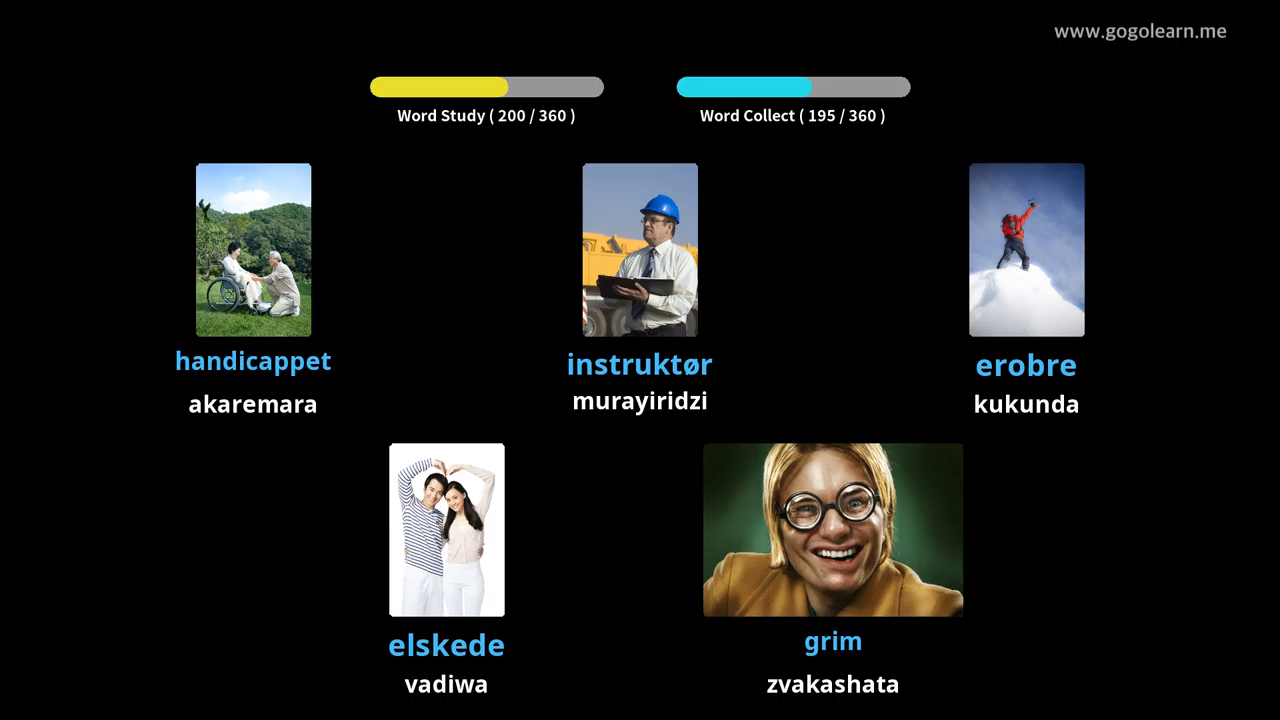 www.gogolearn.me
Word Study ( 200 / 360 )
Word Collect ( 195 / 360 )
handicappet
akaremara
instruktør
murayiridzi
erobre
kukunda
elskede
vadiwa
grim
zvakashata